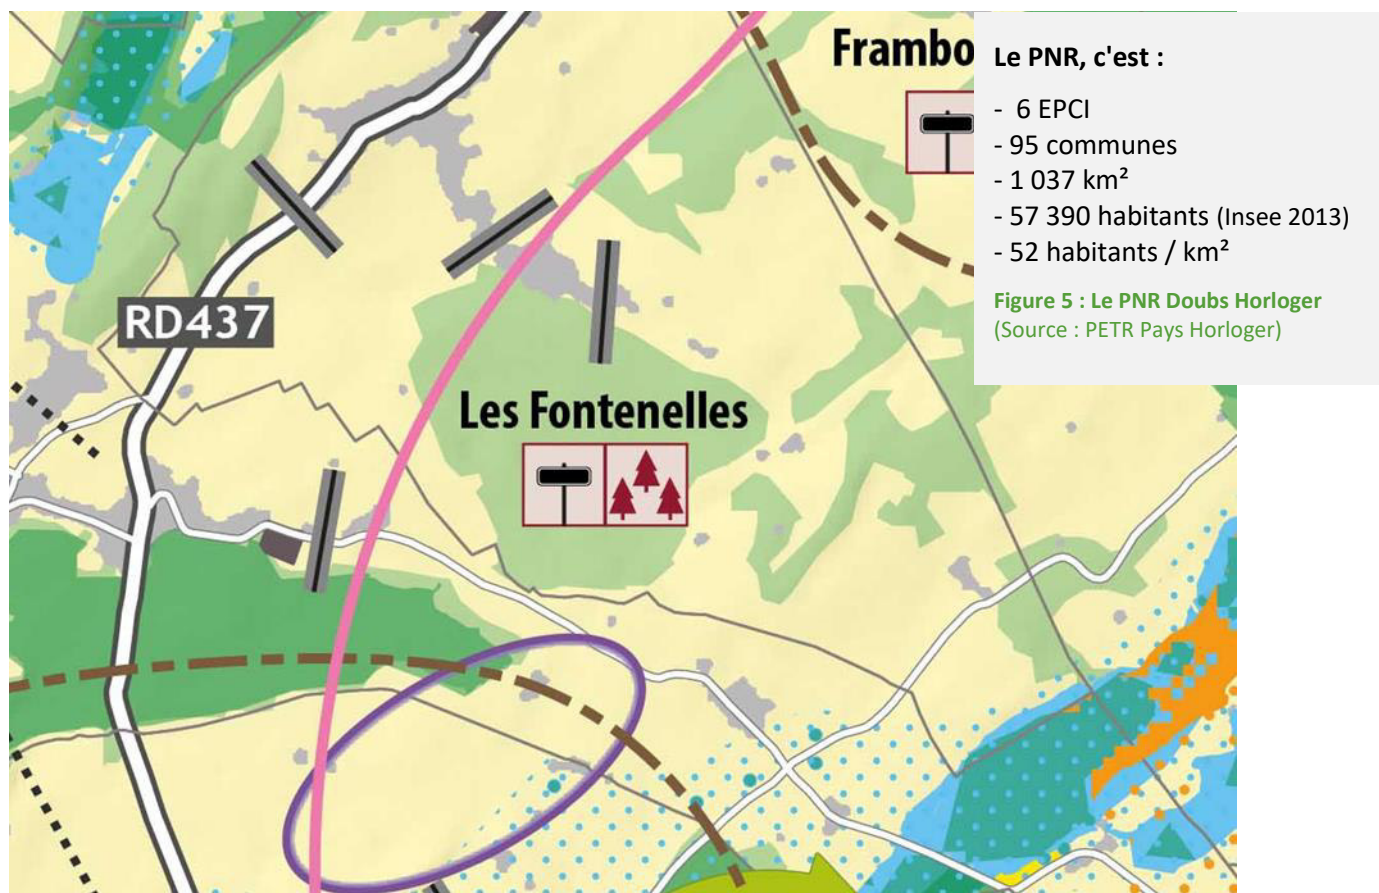 Frambo
RD437
Les Fontenelles
Le PNR, c'est :
- 6 EPCI
- 95 communes
- 1 037 km²
- 57 390 habitants (Insee 2013)
- 52 habitants / km²
Figure 5 : Le PNR Doubs Horloger
(Source : PETR Pays Horloger)